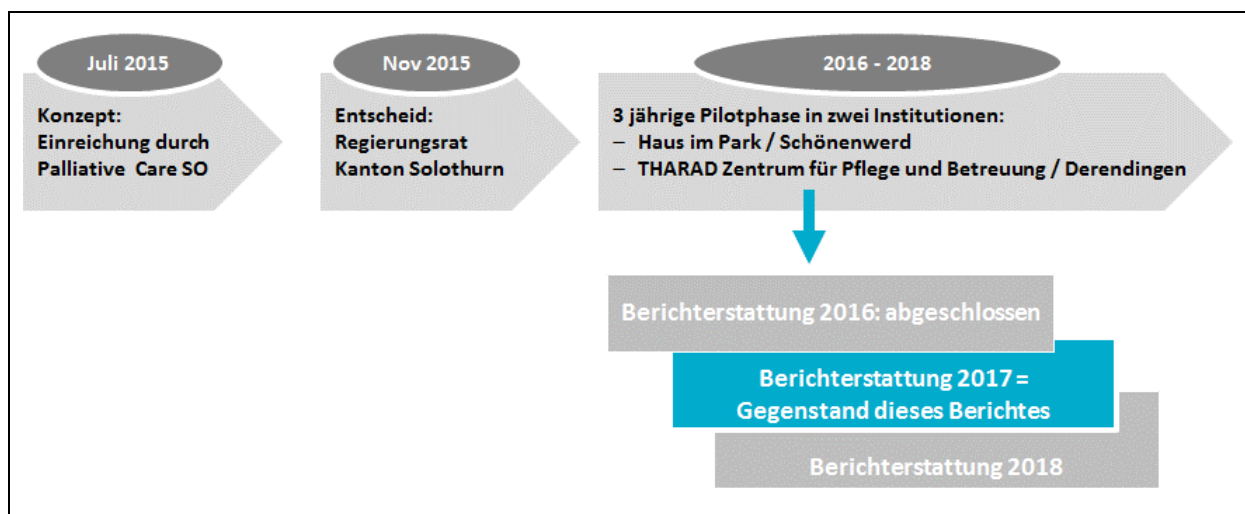 Juli 2015
Konzept:
Einreichung durch
Palliative Care SO
Nov 2015
Entscheid:
Regierungsrat
Kanton Solothurn
2016 - 2018
3 jährige Pilotphase in zwei Institutionen:
– Haus im Park / Schönenwerd
– THARAD Zentrum für Pflege und Betreuung / Derendingen
Berichterstattung 2016: abgeschlossen
Berichterstattung 2017 =
Gegenstand dieses Berichtes
Berichterstattung 2018